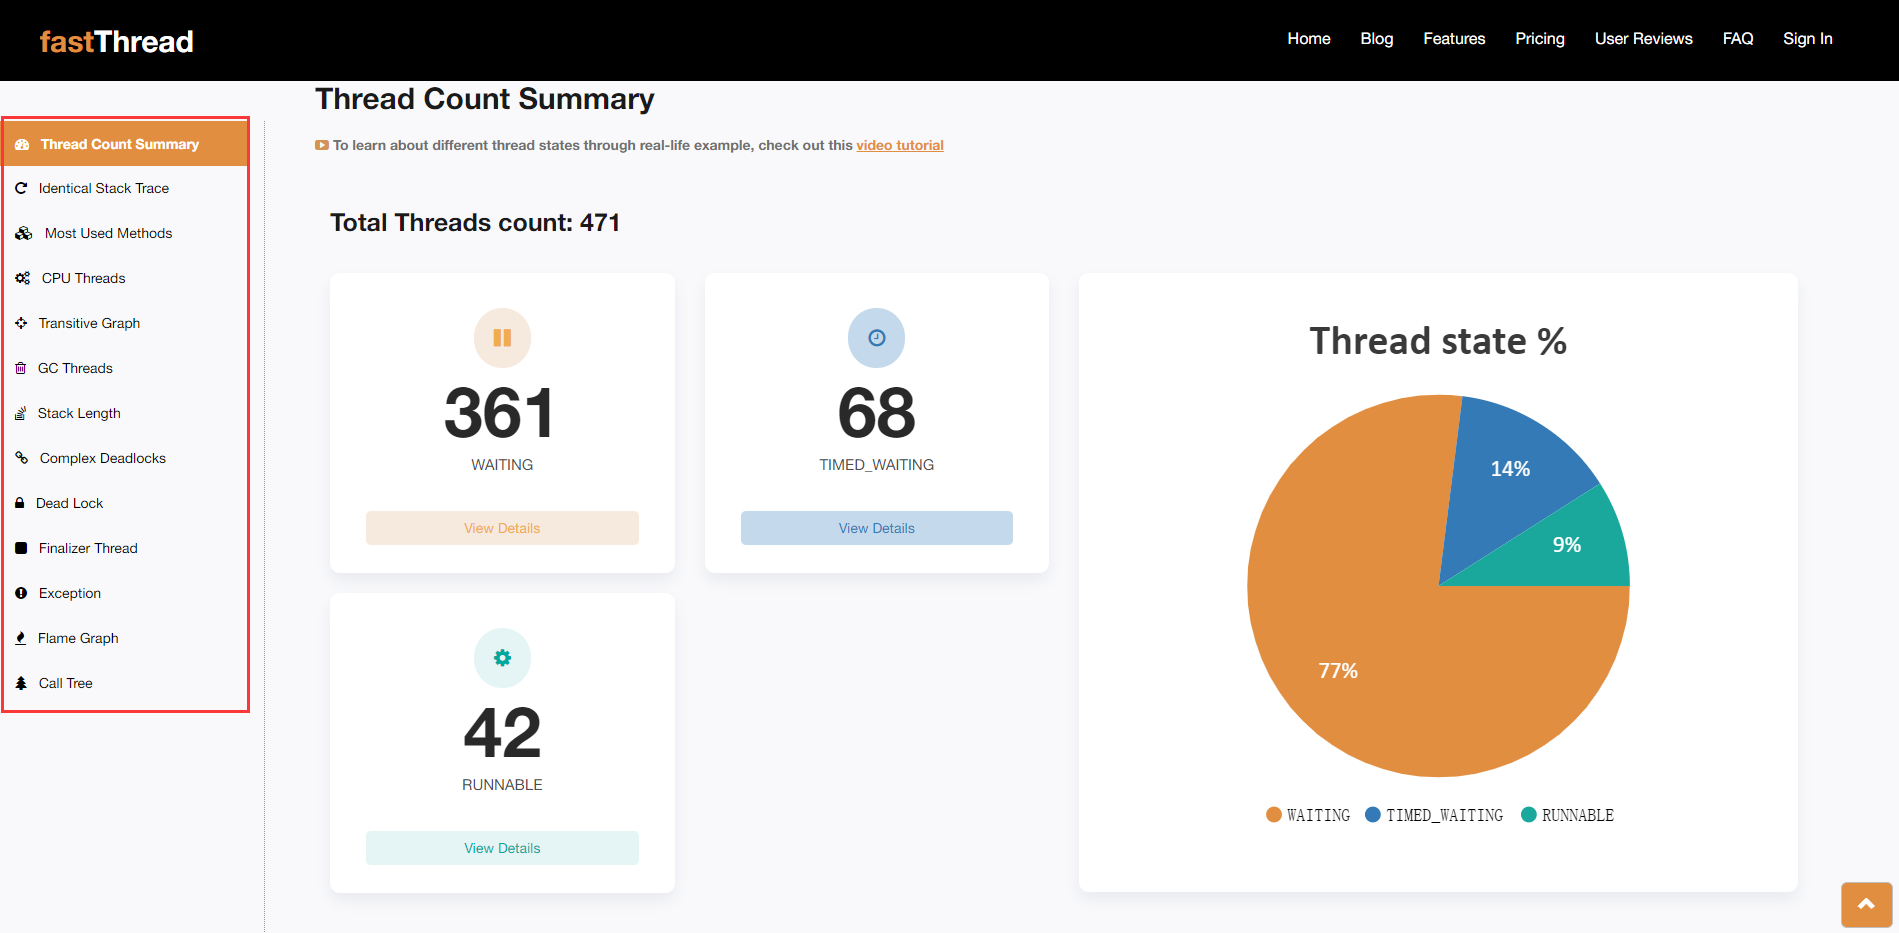 fastThread
Home Blog Features Pricing User Reviews FAQ Sign In
Thread Count Summary
Identical Stack Trace
Most Used Methods
CPU Threads
Transitive Graph
GC Threads
Stack Length
Complex Deadlocks
Dead Lock
Finalizer Thread
Exception
Flame Graph
Call Tree
Thread Count Summary
To learn about different thread states through real-life example, check out this video tutorial
Total Threads count: 471
361
WAITING
View Details
68
TIMED_WAITING
View Details
42
RUNNABLE
View Details
Thread state %
14%
9%
77%
WAITING TIMED_WAITING RUNNABLE